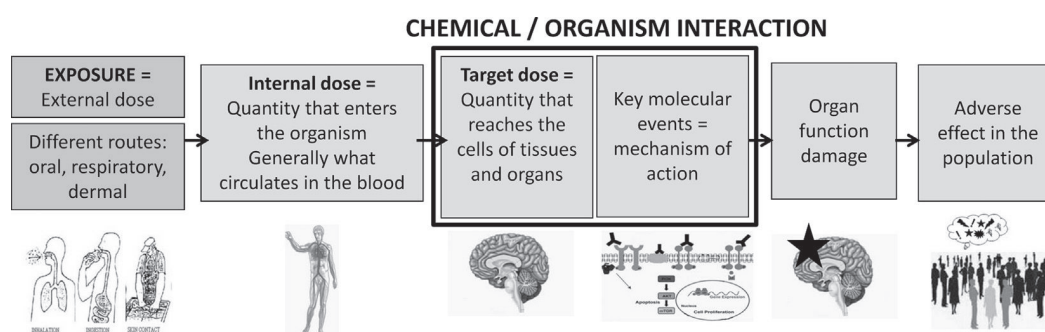 CHEMICAL / ORGANISM INTERACTION
EXPOSURE =
External dose
Different routes:
oral, respiratory,
dermal
Internal dose =
Quantity that enters
the organism
Generally what
circulates in the blood
Target dose =
Quantity that
reaches the
cells of tissues
and organs
Key molecular
events =
mechanism of
action
Organ
function
damage
Adverse
effect in the
population
INHALATION
INGESTION
SKIN CONTACT
Apoptosis
AKT
mTOR
Gene Expression
Nucleus
Cell Proliferation